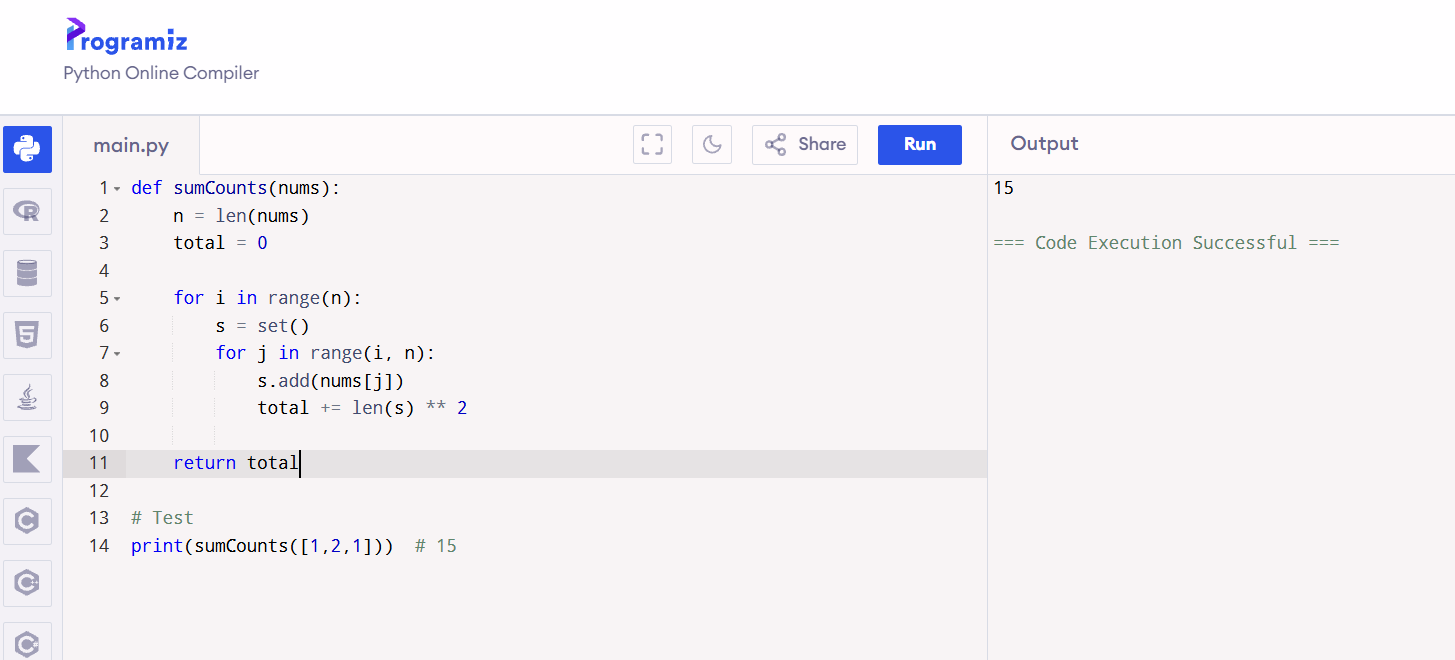 Programiz
Python Online Compiler
main.py
Share
Run
Output
1 def sumCounts(nums):
2     n = len(nums)
3     total = 0
4
5     for i in range(n):
6         s = set()
7         for j in range(i, n):
8             s.add(nums[j])
9             total += len(s) ** 2
10
11     return total
12
13 # Test
14 print(sumCounts([1,2,1]))  # 15
15
=== Code Execution Successful ===